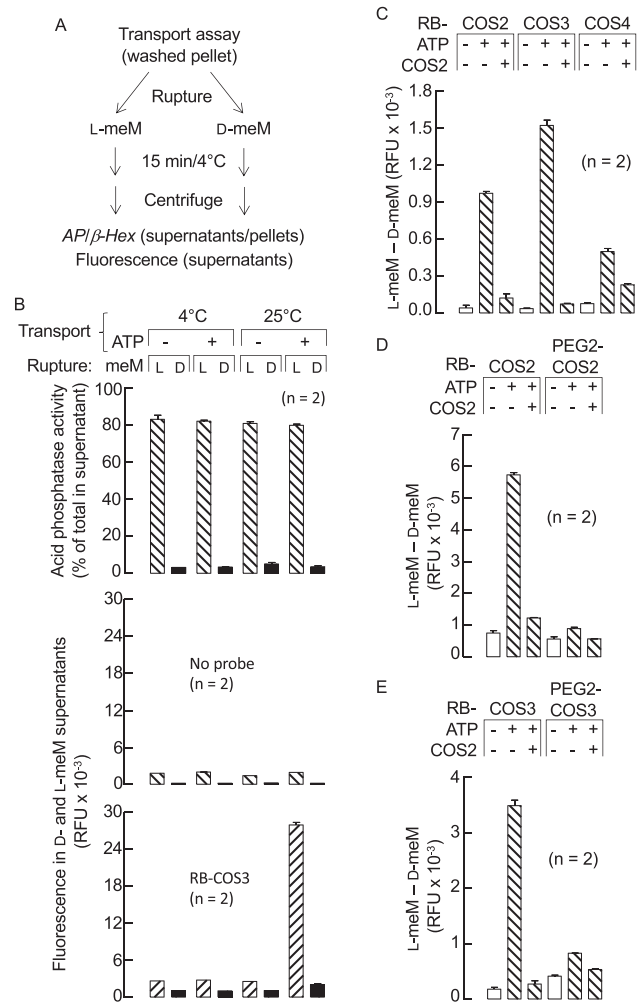 A
Transport assay
(washed pellet)
Rupture
L-meM D-meM
15 min/4°C
Centrifuge
AP/β-Hex (supernatants/pellets)
Fluorescence (supernatants)
B
4°C 25°C
Transport
ATP - + - +
Rupture: meM L D L D L D L D
(n = 2)
Acid phosphatase activity
(% of total in supernatant)
100
80
60
40
20
0
Fluorescence in D- and L-meM supernatants
(RFU x 10-3)
30
No probe
(n = 2)
18
12
6
0
30
RB-COS3
(n = 2)
18
12
6
0
C
RB- COS2 COS3 COS4
ATP - + + - + + - + +
COS2 - - + - - + - - +
L-meM – D-meM (RFU x 10-3)
1.8
1.5
(n = 2)
1.2
0.9
0.6
0.3
0.0
D
PEG2-
RB- COS2 COS2
ATP - + + - + +
COS2 - - + - - +
L-meM – D-meM
(RFU x 10-3)
7
6
5
(n = 2)
4
3
2
1
0
E
PEG2-
RB- COS3 COS3
ATP - + + - + +
COS2 - - + - - +
L-meM – D-meM
(RFU x 10-3)
4
3
(n = 2)
2
1
0